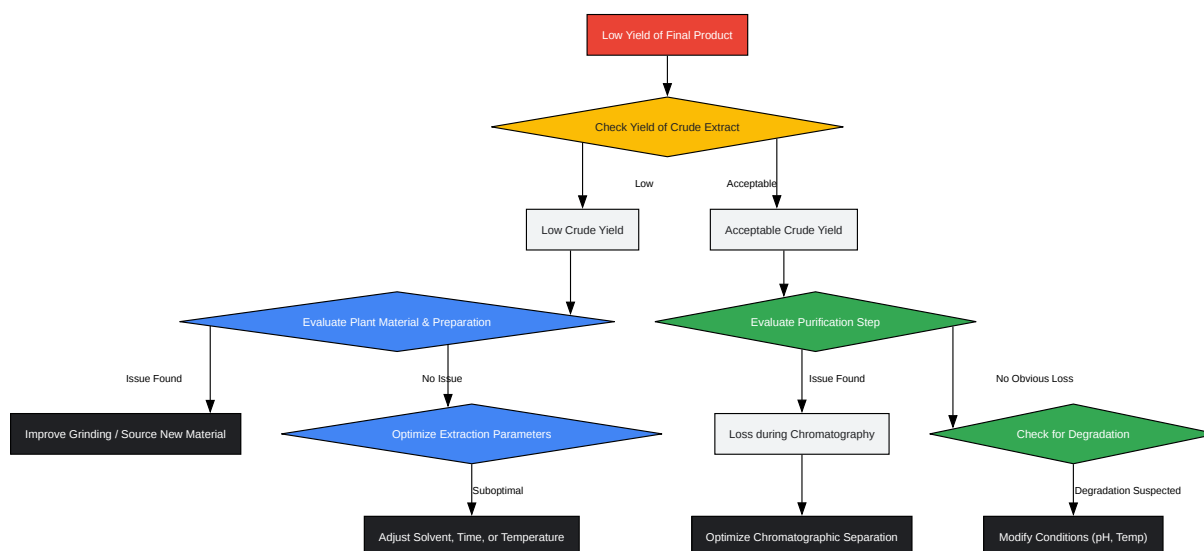 Low Yield of Final Product
Check Yield of Crude Extract
Low
Acceptable
Low Crude Yield
Acceptable Crude Yield
Evaluate Plant Material & Preparation
Evaluate Purification Step
Issue Found
No Issue
Issue Found
No Obvious Loss
Improve Grinding / Source New Material
Optimize Extraction Parameters
Loss during Chromatography
Check for Degradation
Suboptimal
Degradation Suspected
Adjust Solvent, Time, or Temperature
Optimize Chromatographic Separation
Modify Conditions (pH, Temp)